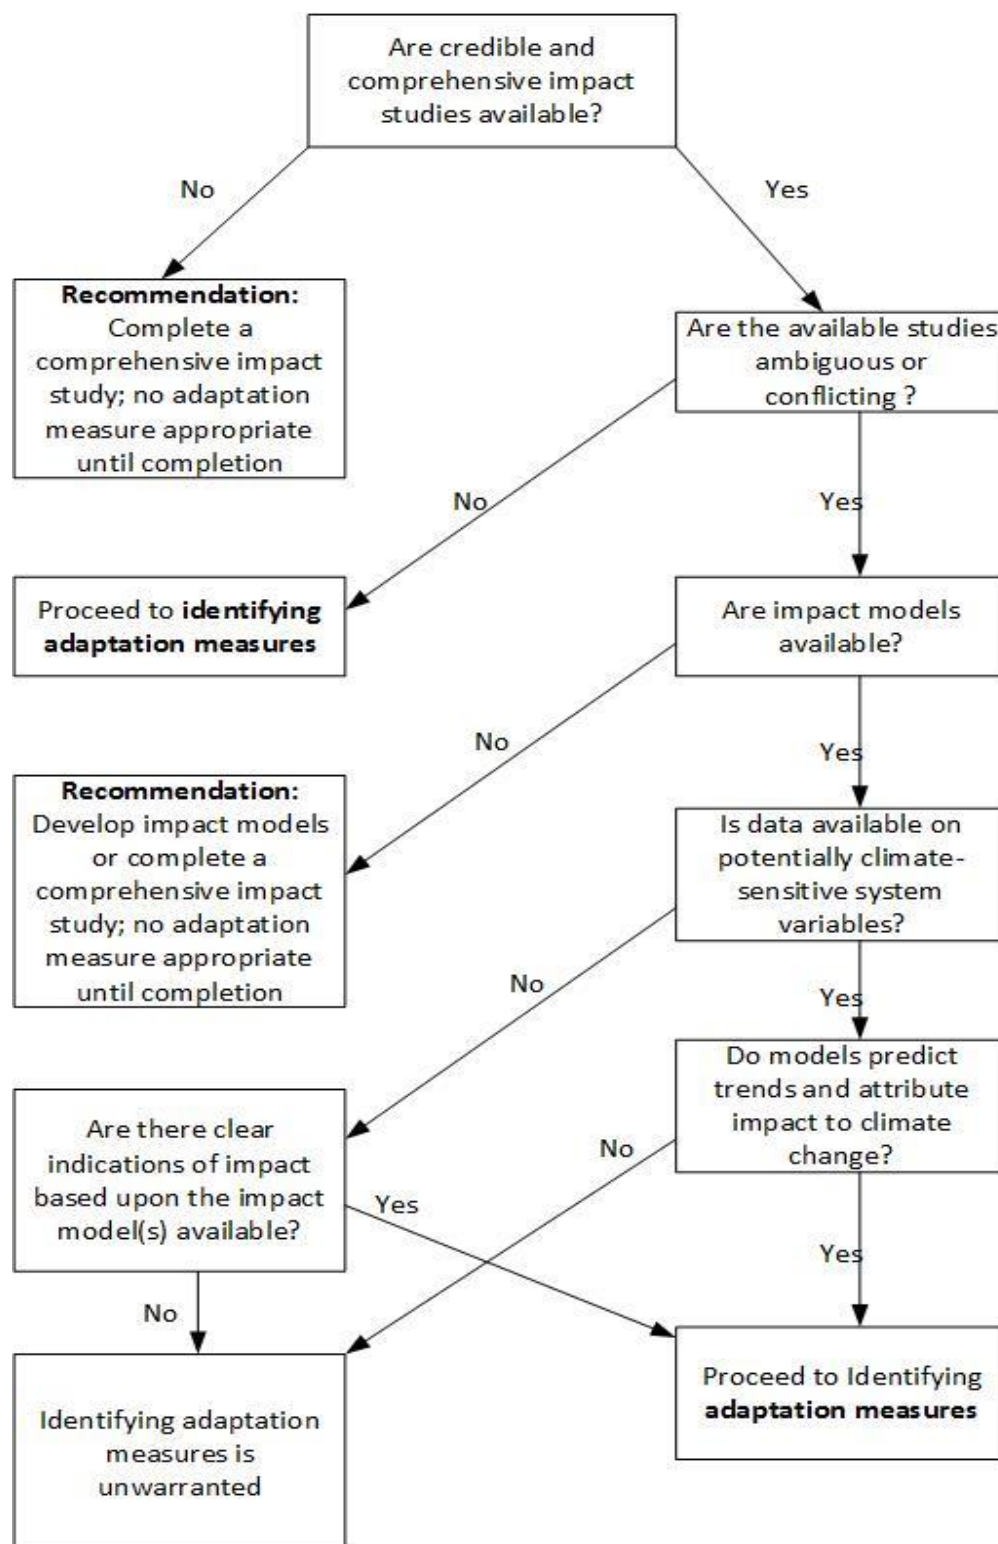 Are credible and
comprehensive impact
studies available?
No
Yes
Recommendation:
Complete a
comprehensive impact
study; no adaptation
measure appropriate
until completion
Are the available studies
ambiguous or
conflicting ?
No
Yes
Proceed to identifying
adaptation measures
Are impact models
available?
No
Yes
Recommendation:
Develop impact models
or complete a
comprehensive impact
study; no adaptation
measure appropriate
until completion
Is data available on
potentially climate-
sensitive system
variables?
No
Yes
Do models predict
trends and attribute
impact to climate
change?
Are there clear
indications of impact
based upon the impact
model(s) available?
No
Yes
Yes
No
Proceed to Identifying
adaptation measures
Identifying adaptation
measures is
unwarranted